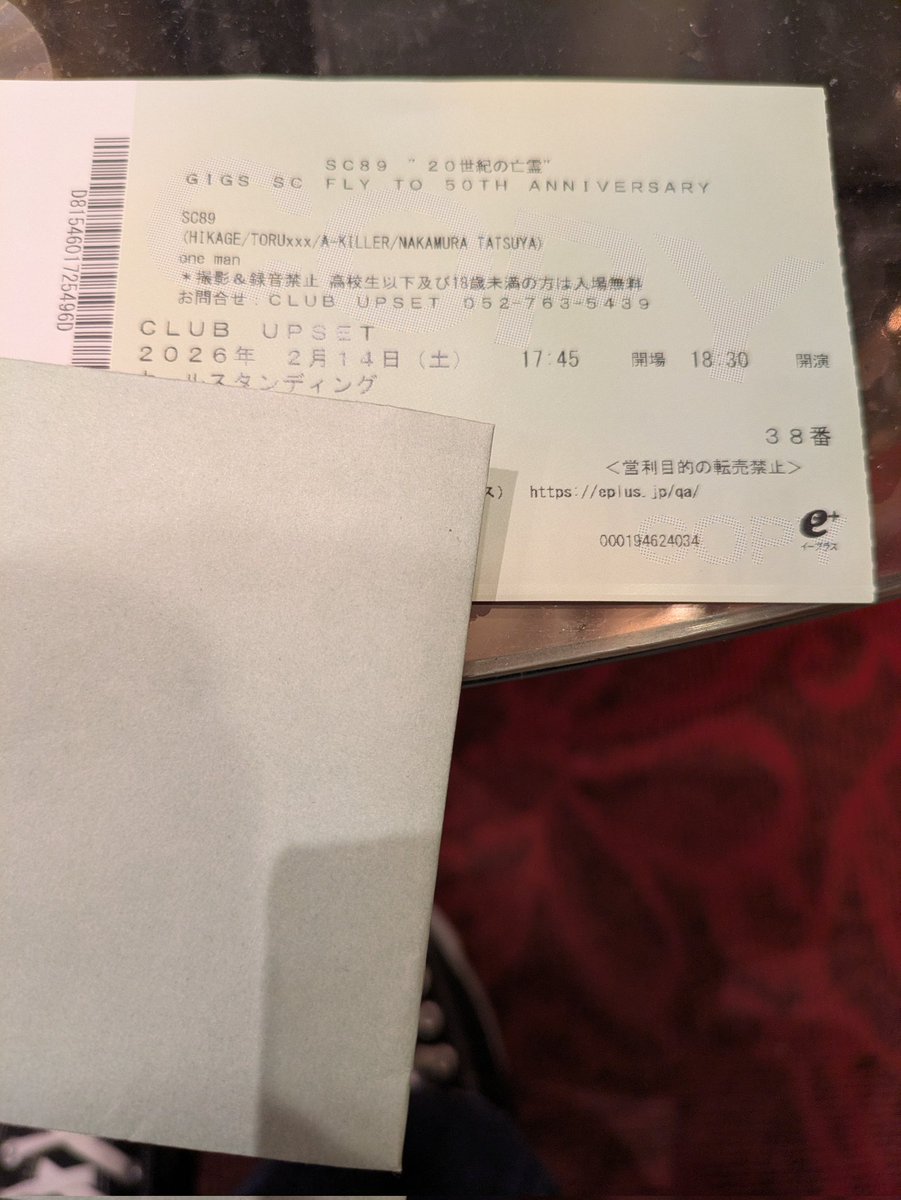 SC89 "20世紀の亡霊"
GIGS SC FLY TO 50TH ANNIVERSARY
SC89
(HIKAGE/TORUxxx/A-KILLER/NAKAMURA TATSUYA)
one man
*撮影&録音禁止 高校生以下及び18歳未満の方は入場無料
お問合せ:CLUB UPSET 052-763-5439
CLUB UPSET
2026年 2月14日(土) 17:45 開場 18:30 開演
オールスタンディング
38番
<営利目的の転売禁止>
ス) https://eplus.jp/qa/
000194624034
e+
イープラス
COPY
COPY
D81546017254 96D